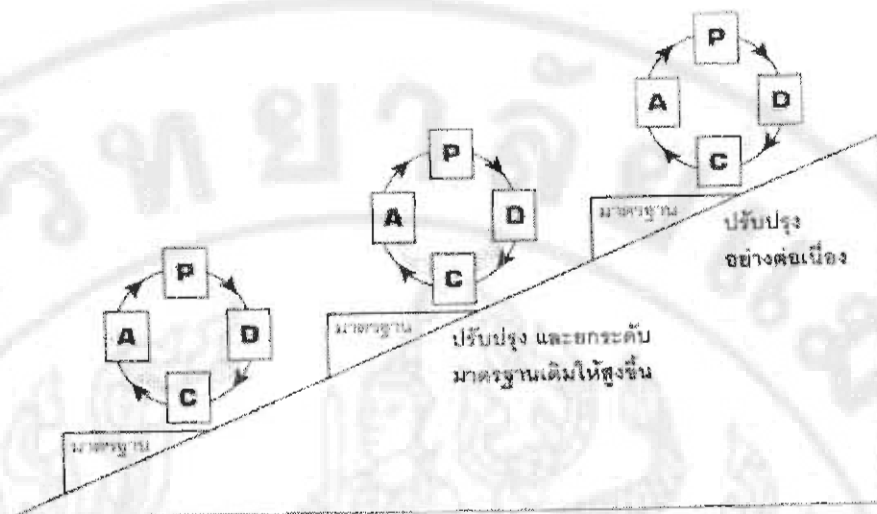 P
A
D
C
มาตรฐาน
ปรับปรุง
อย่างต่อเนื่อง
P
A
D
C
มาตรฐาน
ปรับปรุง และยกระดับ
มาตรฐานเดิมให้สูงขึ้น
P
A
D
C
มาตรฐาน